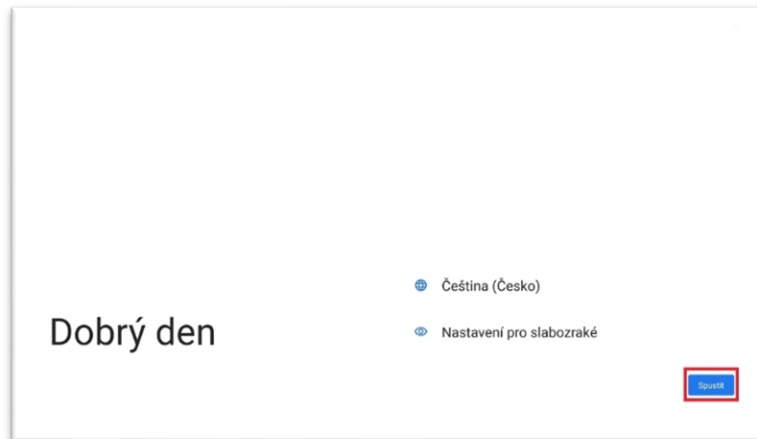 Dobrý den
Čeština (Česko)
Nastavení pro slabozraké
Spustit